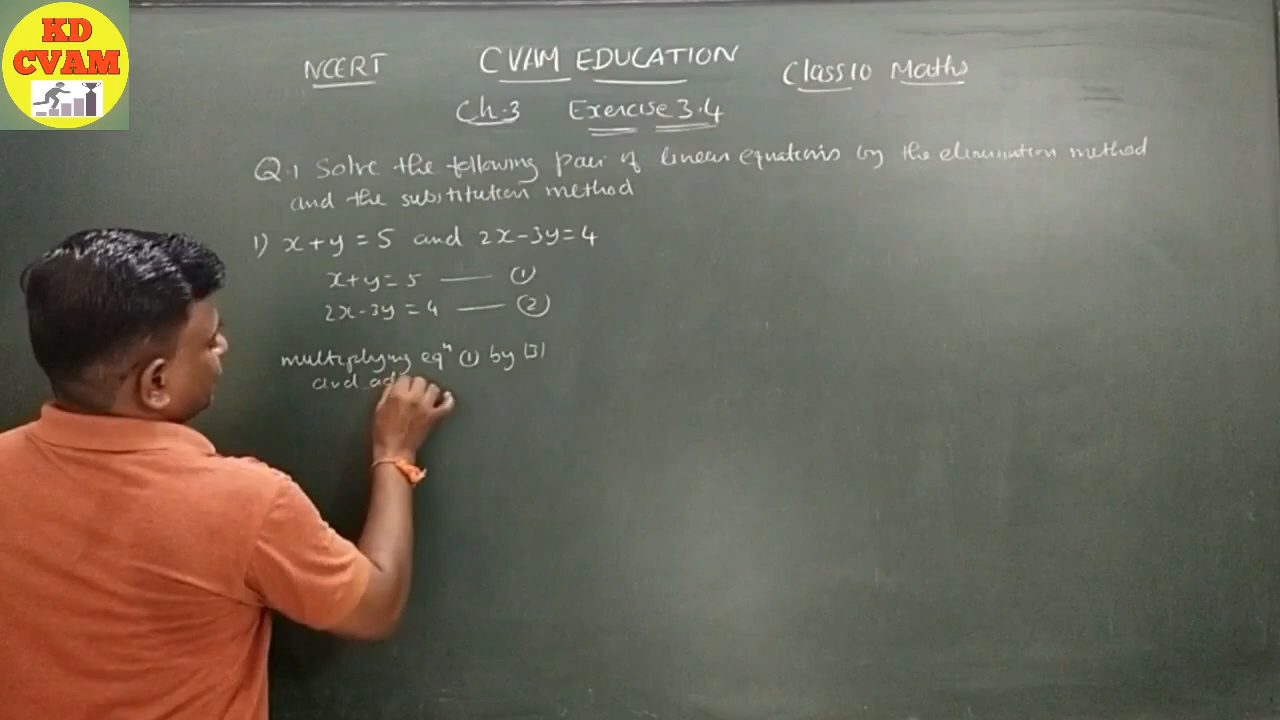 KD
CVAM
NCERT CVAM EDUCATION Class 10 Maths
Ch.3 Exercise 3.4
Q.1 Solve the following pair of linear equations by the elimination method
and the substitution method
1) x+y=5 and 2x-3y=4
x+y=5 —— ①
2x-3y=4 —— ②
multiplying eqⁿ ① by |3|
and